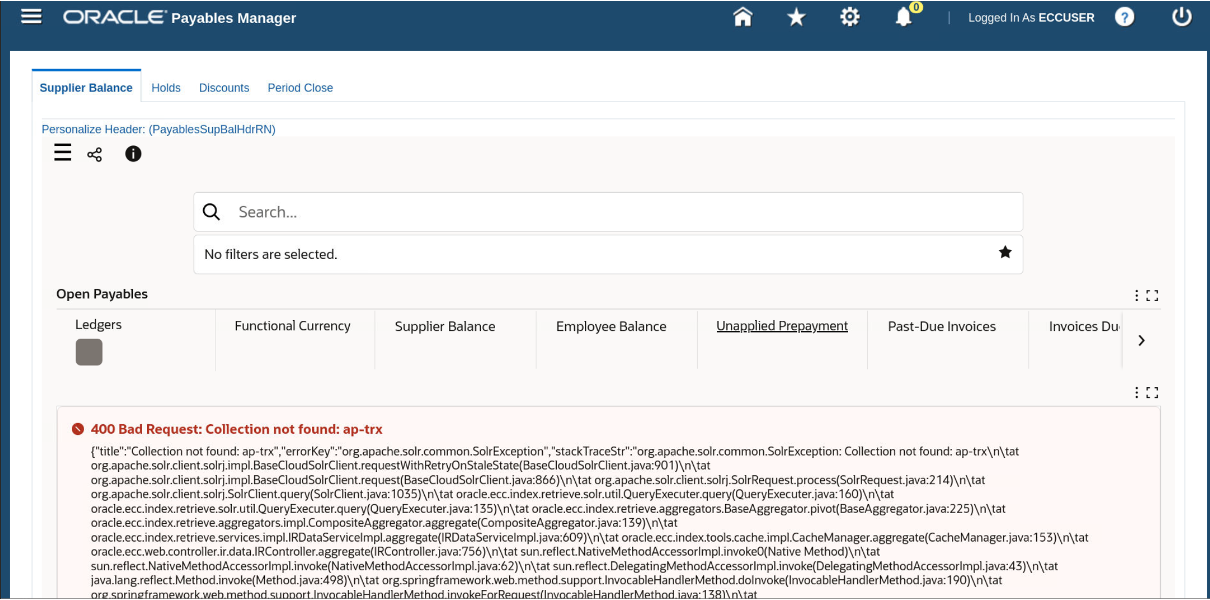 ORACLE Payables Manager
0
Logged In As ECCUSER
?
Supplier Balance Holds Discounts Period Close
Personalize Header: (PayablesSupBalHdrRN)
Search...
No filters are selected.
Open Payables
Ledgers Functional Currency Supplier Balance Employee Balance Unapplied Prepayment Past-Due Invoices Invoices Du
400 Bad Request: Collection not found: ap-trx
{"title":"Collection not found: ap-trx","errorKey":"org.apache.solr.common.SolrException","stackTraceStr":"org.apache.solr.common.SolrException: Collection not found: ap-trx\n\tat
org.apache.solr.client.solrj.impl.BaseCloudSolrClient.requestWithRetryOnStaleState(BaseCloudSolrClient.java:901)\n\tat
org.apache.solr.client.solrj.impl.BaseCloudSolrClient.request(BaseCloudSolrClient.java:866)\n\tat org.apache.solr.client.solrj.SolrRequest.process(SolrRequest.java:214)\n\tat
org.apache.solr.client.solrj.SolrClient.query(SolrClient.java:1035)\n\tat oracle.ecc.index.retrieve.solr.util.QueryExecuter.query(QueryExecuter.java:160)\n\tat
oracle.ecc.index.retrieve.solr.util.QueryExecuter.query(QueryExecuter.java:135)\n\tat oracle.ecc.index.retrieve.aggregators.BaseAggregator.pivot(BaseAggregator.java:225)\n\tat
oracle.ecc.index.retrieve.aggregators.impl.CompositeAggregator.aggregate(CompositeAggregator.java:139)\n\tat
oracle.ecc.index.retrieve.services.impl.IRDataServiceImpl.aggregate(IRDataServiceImpl.java:609)\n\tat oracle.ecc.index.tools.cache.impl.CacheManager.aggregate(CacheManager.java:153)\n\tat
oracle.ecc.web.controller.ir.data.IRController.aggregate(IRController.java:756)\n\tat sun.reflect.NativeMethodAccessorImpl.invoke0(Native Method)\n\tat
sun.reflect.NativeMethodAccessorImpl.invoke(NativeMethodAccessorImpl.java:62)\n\tat sun.reflect.DelegatingMethodAccessorImpl.invoke(DelegatingMethodAccessorImpl.java:43)\n\tat
java.lang.reflect.Method.invoke(Method.java:498)\n\tat org.springframework.web.method.support.InvocableHandlerMethod.doInvoke(InvocableHandlerMethod.java:190)\n\tat
org.springframework.web.method.support.InvocableHandlerMethod.invokeForRequest(InvocableHandlerMethod.java:138)\n\tat